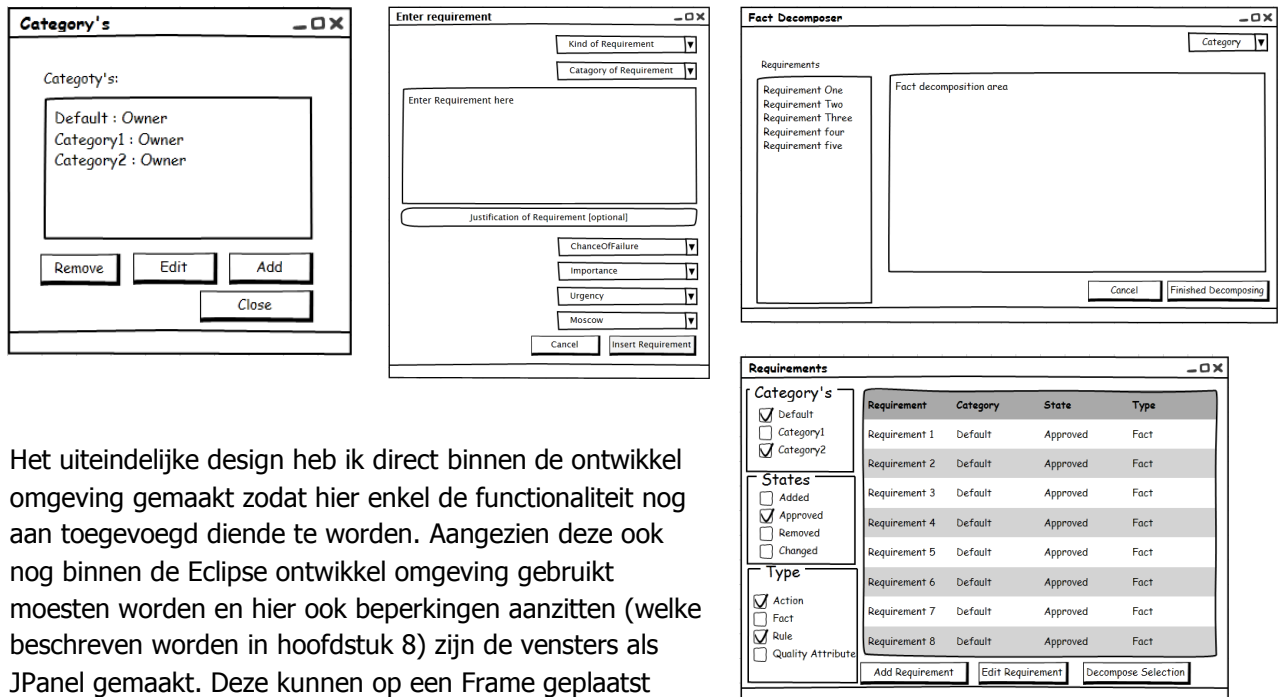 Category's
Categoty's:
Default : Owner
Category1 : Owner
Category2 : Owner
Remove
Edit
Add
Close
Enter requirement
Kind of Requirement
Catagory of Requirement
Enter Requirement here
Justification of Requirement [optional]
ChanceOfFailure
Importance
Urgency
Moscow
Cancel
Insert Requirement
Fact Decomposer
Category
Requirements
Requirement One
Requirement Two
Requirement Three
Requirement four
Requirement five
Fact decomposition area
Cancel
Finished Decomposing
Requirements
Category's
Default
Category1
Category2
States
Added
Approved
Removed
Changed
Type
Action
Fact
Rule
Quality Attribute
Requirement Category State Type
Requirement 1 Default Approved Fact
Requirement 2 Default Approved Fact
Requirement 3 Default Approved Fact
Requirement 4 Default Approved Fact
Requirement 5 Default Approved Fact
Requirement 6 Default Approved Fact
Requirement 7 Default Approved Fact
Requirement 8 Default Approved Fact
Add Requirement
Edit Requirement
Decompose Selection
Het uiteindelijke design heb ik direct binnen de ontwikkel
omgeving gemaakt zodat hier enkel de functionaliteit nog
aan toegevoegd diende te worden. Aangezien deze ook
nog binnen de Eclipse ontwikkel omgeving gebruikt
moesten worden en hier ook beperkingen aanzitten (welke
beschreven worden in hoofdstuk 8) zijn de vensters als
JPanel gemaakt. Deze kunnen op een Frame geplaatst